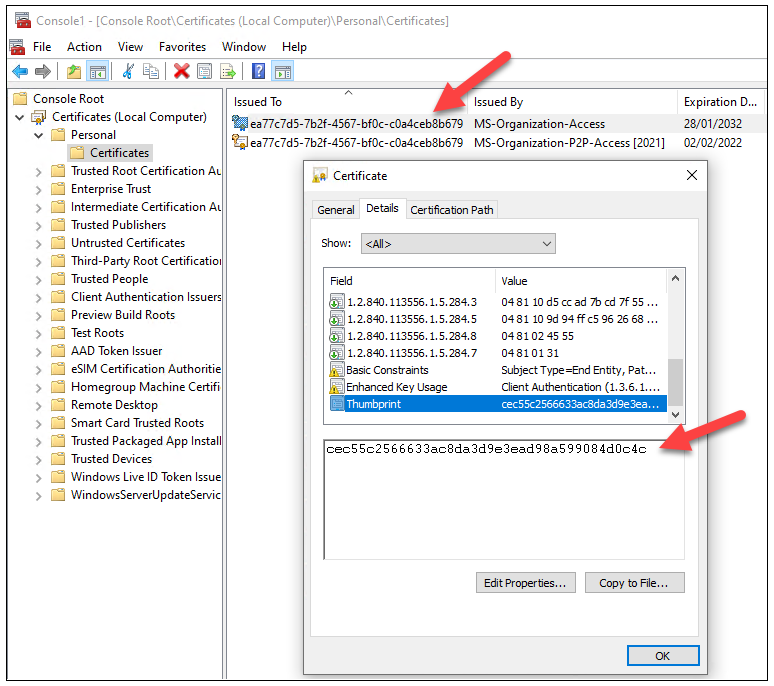 Console1 - [Console Root\Certificates (Local Computer)\Personal\Certificates]
File Action View Favorites Window Help
Console Root
Certificates (Local Computer)
Personal
Certificates
Trusted Root Certification Au
Enterprise Trust
Intermediate Certification Au
Trusted Publishers
Untrusted Certificates
Third-Party Root Certification
Trusted People
Client Authentication Issuers
Preview Build Roots
Test Roots
AAD Token Issuer
eSIM Certification Authorities
Homegroup Machine Certifi
Remote Desktop
Smart Card Trusted Roots
Trusted Packaged App Install
Trusted Devices
Windows Live ID Token Issue
WindowsServerUpdateServic
Issued To Issued By Expiration D...
ea77c7d5-7b2f-4567-bf0c-c0a4ceb8b679 MS-Organization-Access 28/01/2032
ea77c7d5-7b2f-4567-bf0c-c0a4ceb8b679 MS-Organization-P2P-Access [2021] 02/02/2022
Certificate
General Details Certification Path
Show: <All>
Field Value
1.2.840.113556.1.5.284.3 04 81 10 d5 cc ad 7b cd 7f 55 ...
1.2.840.113556.1.5.284.5 04 81 10 9d 94 ff c5 96 26 68 ...
1.2.840.113556.1.5.284.8 04 81 02 45 55
1.2.840.113556.1.5.284.7 04 81 01 31
Basic Constraints Subject Type=End Entity, Pat...
Enhanced Key Usage Client Authentication (1.3.6.1....
Thumbprint cec55c2566633ac8da3d9e3ea...
cec55c2566633ac8da3d9e3ead98a599084d0c4c
Edit Properties... Copy to File...
OK